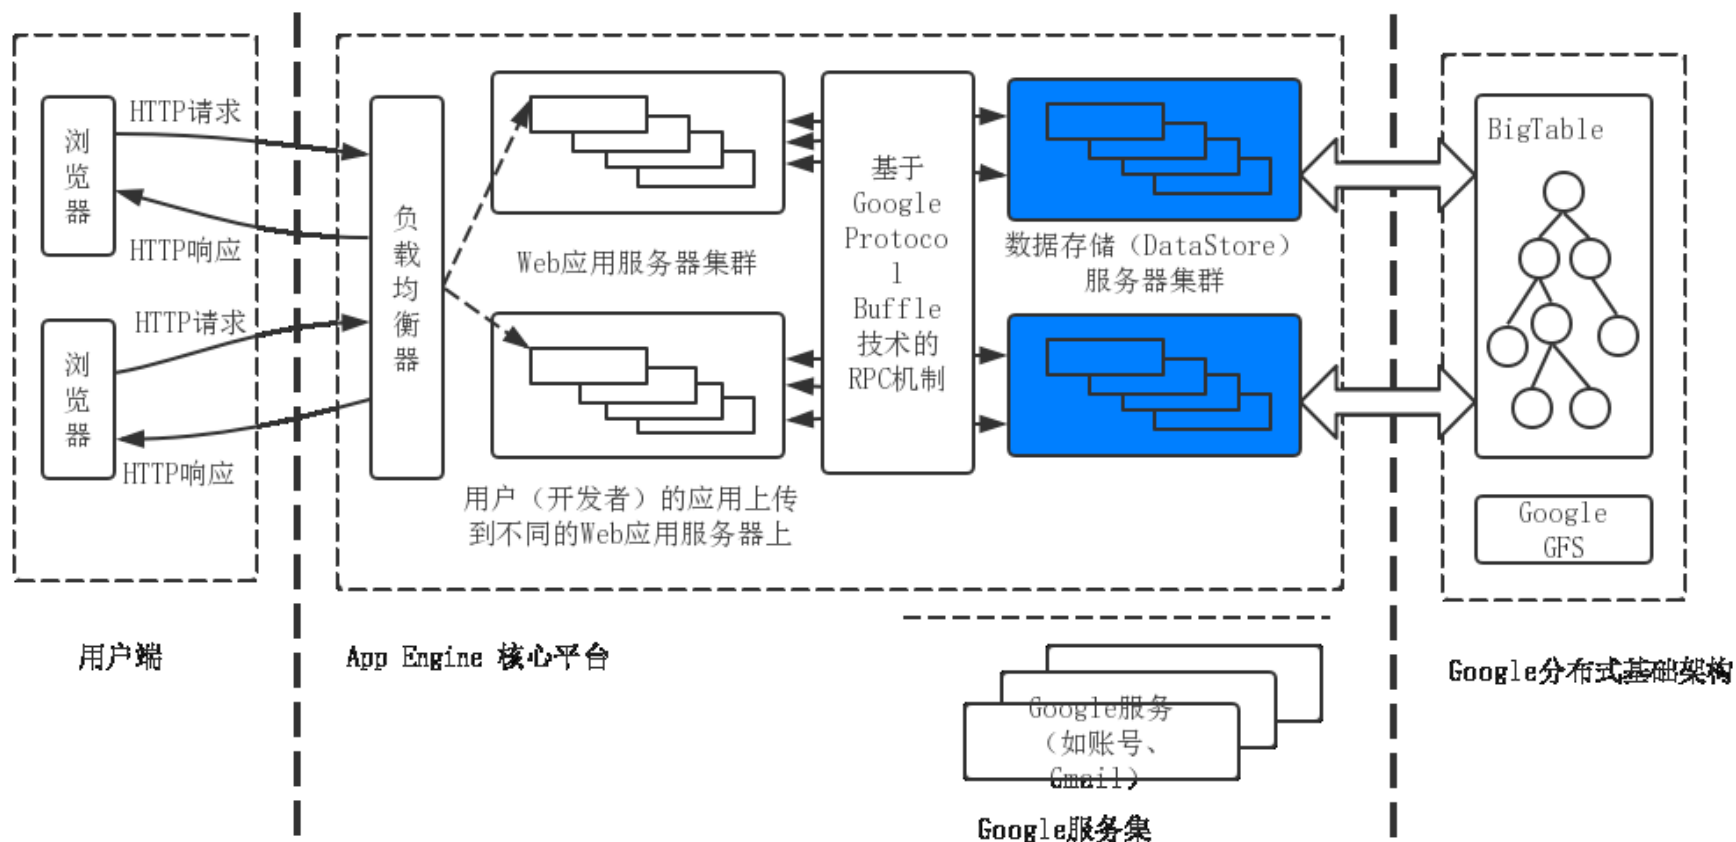 HTTP请求
浏
览
器
HTTP响应
HTTP请求
浏
览
器
HTTP响应
用户端
负
载
均
衡
器
Web应用服务器集群
用户（开发者）的应用上传
到不同的Web应用服务器上
基于
Google
Protoco
l
Buffle
技术的
RPC机制
数据存储（DataStore）
服务器集群
App Engine 核心平台
Google服务
（如账号、
Gmail）
Google服务集
BigTable
Google
GFS
Google分布式基础架构